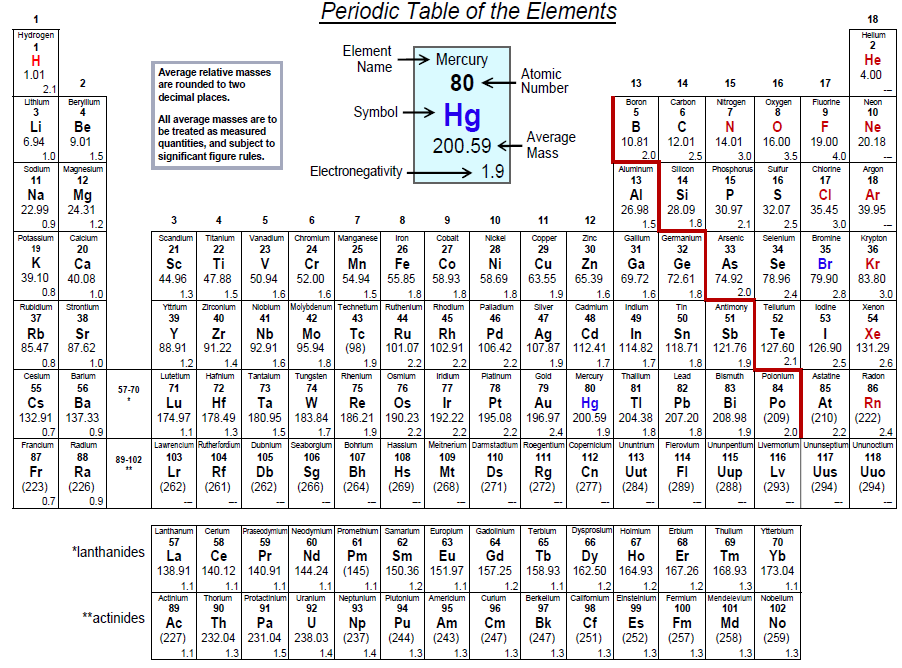 Periodic Table of the Elements
1 18
Hydrogen Helium
1 2
H He
1.01 4.00
2.1 ---
Average relative masses
are rounded to two
decimal places.
All average masses are to
be treated as measured
quantities, and subject to
significant figure rules.
Element
Name
Mercury
80
Atomic
Number
Symbol
Hg
200.59
Average
Mass
Electronegativity
1.9
2 13 14 15 16 17
Lithium Beryllium Boron Carbon Nitrogen Oxygen Fluorine Neon
3 4 5 6 7 8 9 10
Li Be B C N O F Ne
6.94 9.01 10.81 12.01 14.01 16.00 19.00 20.18
1.0 1.5 2.0 2.5 3.0 3.5 4.0 ---
Sodium Magnesium Aluminum Silicon Phosphorus Sulfur Chlorine Argon
11 12 13 14 15 16 17 18
Na Mg Al Si P S Cl Ar
22.99 24.31 26.98 28.09 30.97 32.07 35.45 39.95
0.9 1.2 1.5 1.8 2.1 2.5 3.0 ---
3 4 5 6 7 8 9 10 11 12
Potassium Calcium Scandium Titanium Vanadium Chromium Manganese Iron Cobalt Nickel Copper Zinc Gallium Germanium Arsenic Selenium Bromine Krypton
19 20 21 22 23 24 25 26 27 28 29 30 31 32 33 34 35 36
K Ca Sc Ti V Cr Mn Fe Co Ni Cu Zn Ga Ge As Se Br Kr
39.10 40.08 44.96 47.88 50.94 52.00 54.94 55.85 58.93 58.69 63.55 65.39 69.72 72.61 74.92 78.96 79.90 83.80
0.8 1.0 1.3 1.5 1.6 1.6 1.5 1.8 1.8 1.8 1.9 1.6 1.6 1.8 2.0 2.4 2.8 3.0
Rubidium Strontium Yttrium Zirconium Niobium Molybdenum Technetium Ruthenium Rhodium Palladium Silver Cadmium Indium Tin Antimony Tellurium Iodine Xenon
37 38 39 40 41 42 43 44 45 46 47 48 49 50 51 52 53 54
Rb Sr Y Zr Nb Mo Tc Ru Rh Pd Ag Cd In Sn Sb Te I Xe
85.47 87.62 88.91 91.22 92.91 95.94 (98) 101.07 102.91 106.42 107.87 112.41 114.82 118.71 121.76 127.60 126.90 131.29
0.8 1.0 1.2 1.4 1.6 1.8 1.9 2.2 2.2 2.2 1.9 1.7 1.7 1.8 1.9 2.1 2.5 2.6
Cesium Barium Lutetium Hafnium Tantalum Tungsten Rhenium Osmium Iridium Platinum Gold Mercury Thallium Lead Bismuth Polonium Astatine Radon
55 56 57-70 71 72 73 74 75 76 77 78 79 80 81 82 83 84 85 86
Cs Ba * Lu Hf Ta W Re Os Ir Pt Au Hg Tl Pb Bi Po At Rn
132.91 137.33 174.97 178.49 180.95 183.84 186.21 190.23 192.22 195.08 196.97 200.59 204.38 207.20 208.98 (209) (210) (222)
0.7 0.9 1.1 1.3 1.5 1.7 1.9 2.2 2.2 2.2 2.4 1.9 1.8 1.8 1.9 2.0 2.2 2.4
Francium Radium Lawrencium Rutherfordium Dubnium Seaborgium Bohrium Hassium Meitnerium Darmstadtium Roegentium Copernicium Ununtrium Flerovium Ununpentium Livermorium Ununseptium Ununoctium
87 88 89-102 103 104 105 106 107 108 109 110 111 112 113 114 115 116 117 118
Fr Ra ** Lr Rf Db Sg Bh Hs Mt Ds Rg Cn Uut Fl Uup Lv Uus Uuo
(223) (226) (262) (261) (262) (266) (264) (269) (268) (271) (272) (277) (284) (289) (288) (293) (294) (294)
0.7 0.9 --- --- --- --- --- --- --- --- --- --- --- --- --- --- --- ---
*lanthanides
Lanthanum Cerium Praseodymium Neodymium Promethium Samarium Europium Gadolinium Terbium Dysprosium Holmium Erbium Thulium Ytterbium
57 58 59 60 61 62 63 64 65 66 67 68 69 70
La Ce Pr Nd Pm Sm Eu Gd Tb Dy Ho Er Tm Yb
138.91 140.12 140.91 144.24 (145) 150.36 151.97 157.25 158.93 162.50 164.93 167.26 168.93 173.04
1.1 1.1 1.1 1.1 1.1 1.2 1.1 1.2 1.1 1.2 1.2 1.2 1.3 1.1
**actinides
Actinium Thorium Protactinium Uranium Neptunium Plutonium Americium Curium Berkelium Californium Einsteinium Fermium Mendelevium Nobelium
89 90 91 92 93 94 95 96 97 98 99 100 101 102
Ac Th Pa U Np Pu Am Cm Bk Cf Es Fm Md No
(227) 232.04 231.04 238.03 (237) (244) (243) (247) (247) (251) (252) (257) (258) (259)
1.1 1.3 1.5 1.4 1.4 1.3 1.3 1.3 1.3 1.3 1.3 1.3 1.3 1.3